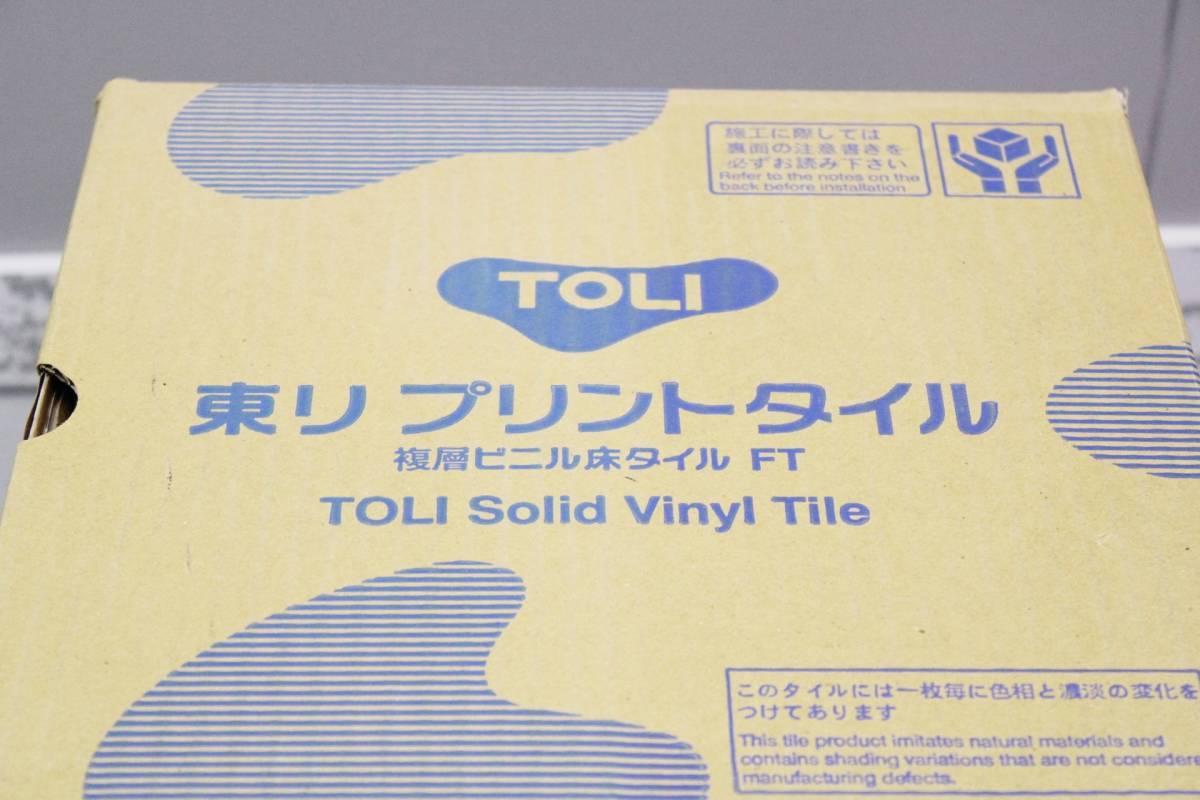 施工に際しては
裏面の注意書きを
必ずお読み下さい
Refer to the notes on the
back before installation
TOLI
東リ プリントタイル
複層ビニル床タイル FT
TOLI Solid Vinyl Tile
このタイルには一枚毎に色相と濃淡の変化を
つけてあります
This tile product imitates natural materials and
contains shading variations that are not considere
manufacturing defects.